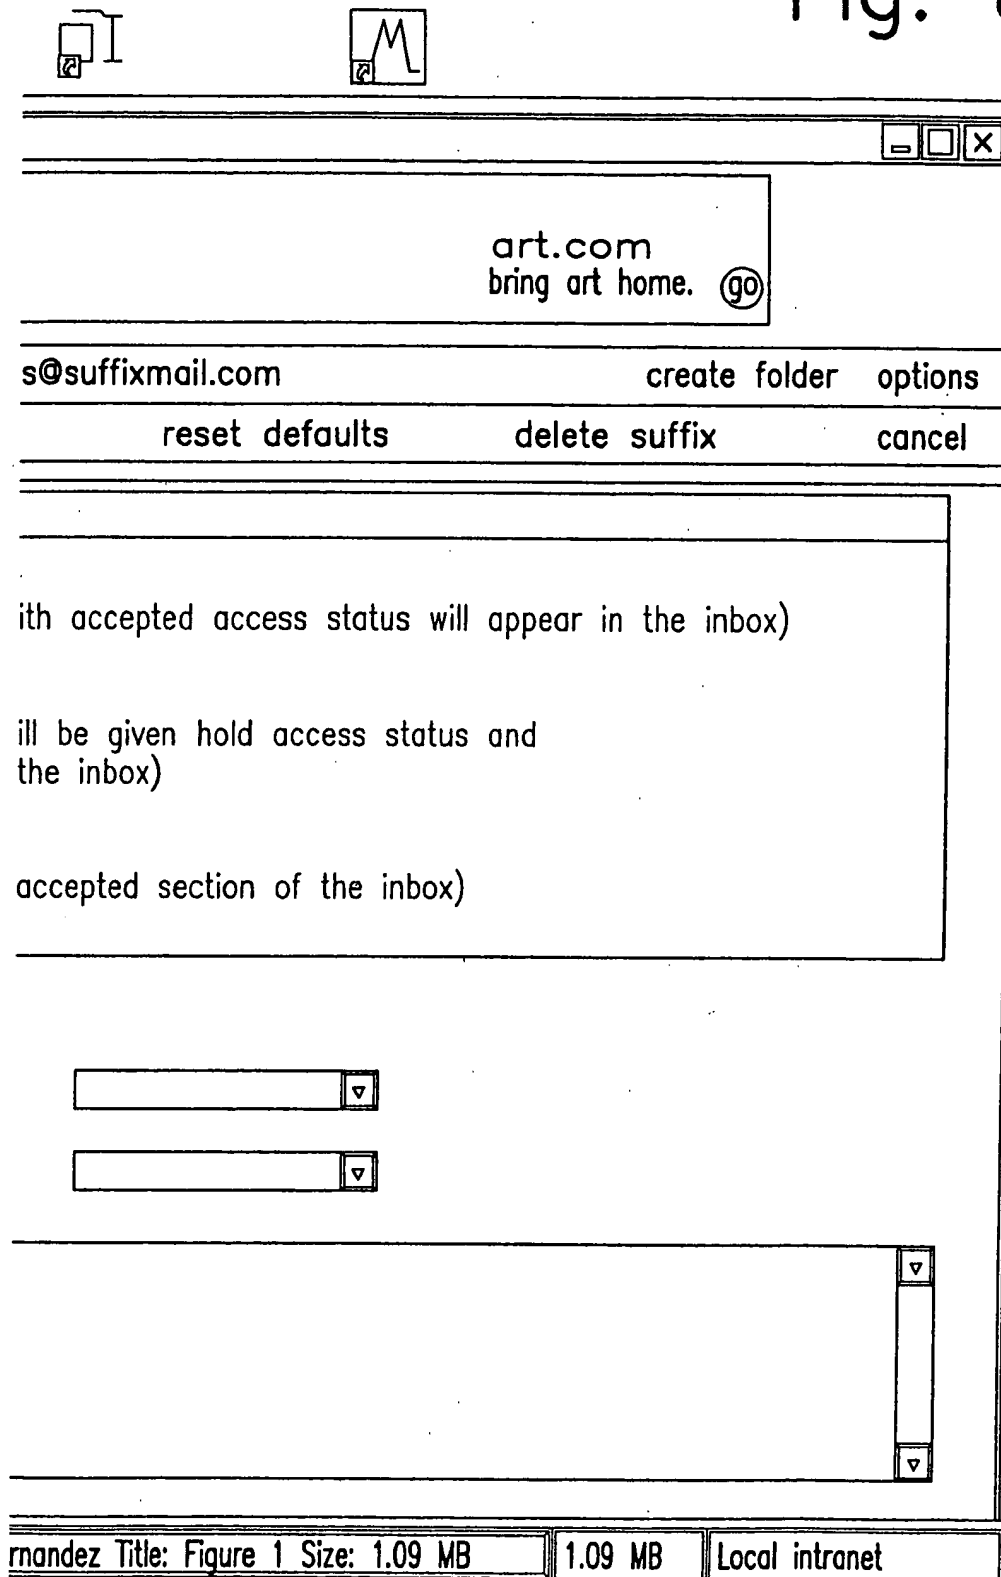 Fig.
art.com
bring art home. go
s@suffixmail.com create folder options
reset defaults delete suffix cancel
ith accepted access status will appear in the inbox)
ill be given hold access status and
the inbox)
accepted section of the inbox)
rnandez Title: Figure 1 Size: 1.09 MB 1.09 MB Local intranet